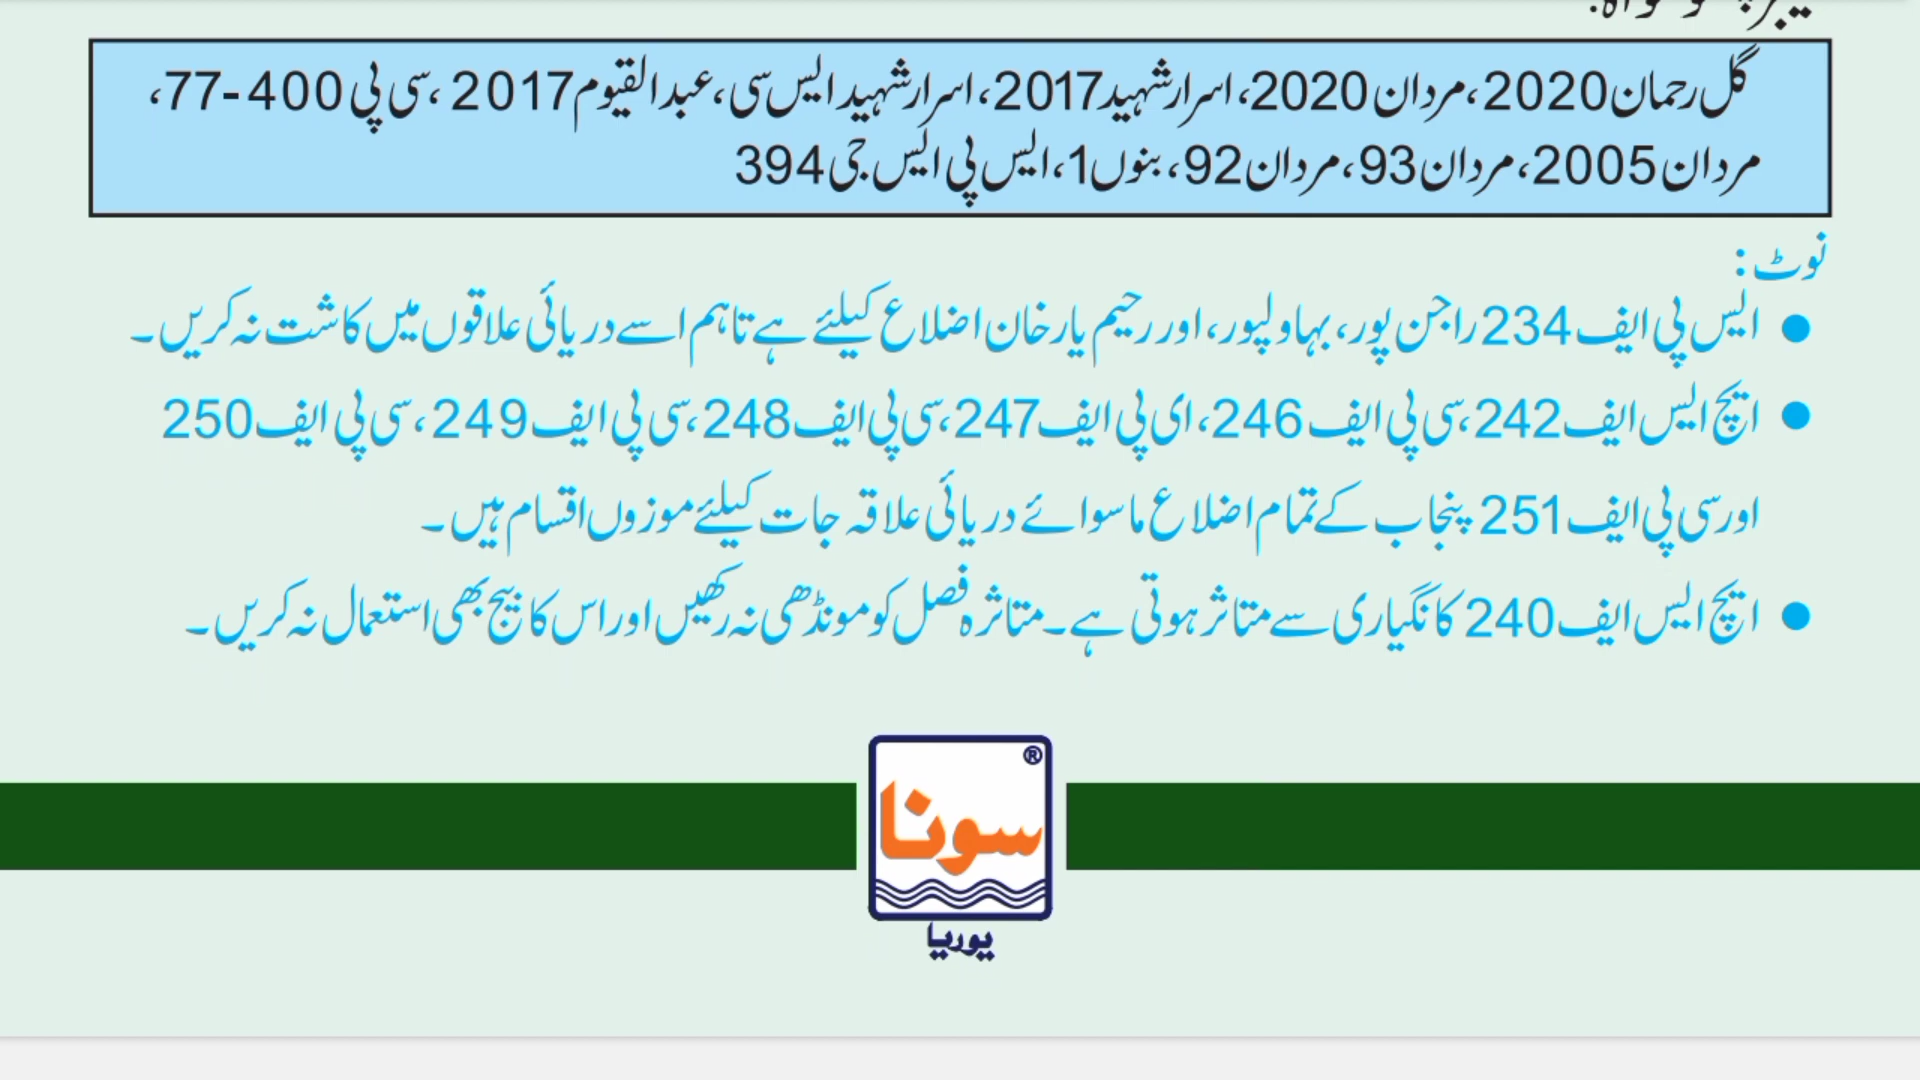 گل رحمان 2020، مردان 2020، اسرار شہید 2017، اسرار شہید ایس سی، عبدالقیوم 2017، سی پی 400-77،
مردان 2005، مردان 93، مردان 92، بنوں 1، ایس پی ایس جی 394
نوٹ:
● ایس پی ایف 234 راجن پور، بہاولپور، اور رحیم یار خان اضلاع کیلئے ہے تاہم اسے دریائی علاقوں میں کاشت نہ کریں۔
● ایچ ایس ایف 242، سی پی ایف 246، ای پی ایف 247، سی پی ایف 248، سی پی ایف 249، سی پی ایف 250
اور سی پی ایف 251 پنجاب کے تمام اضلاع ماسوائے دریائی علاقہ جات کیلئے موزوں اقسام ہیں۔
● ایچ ایس ایف 240 کانگیاری سے متاثر ہوتی ہے۔ متاثرہ فصل کو مونڈھی نہ رکھیں اور اس کا بیج بھی استعمال نہ کریں۔
®
سونا
یوریا